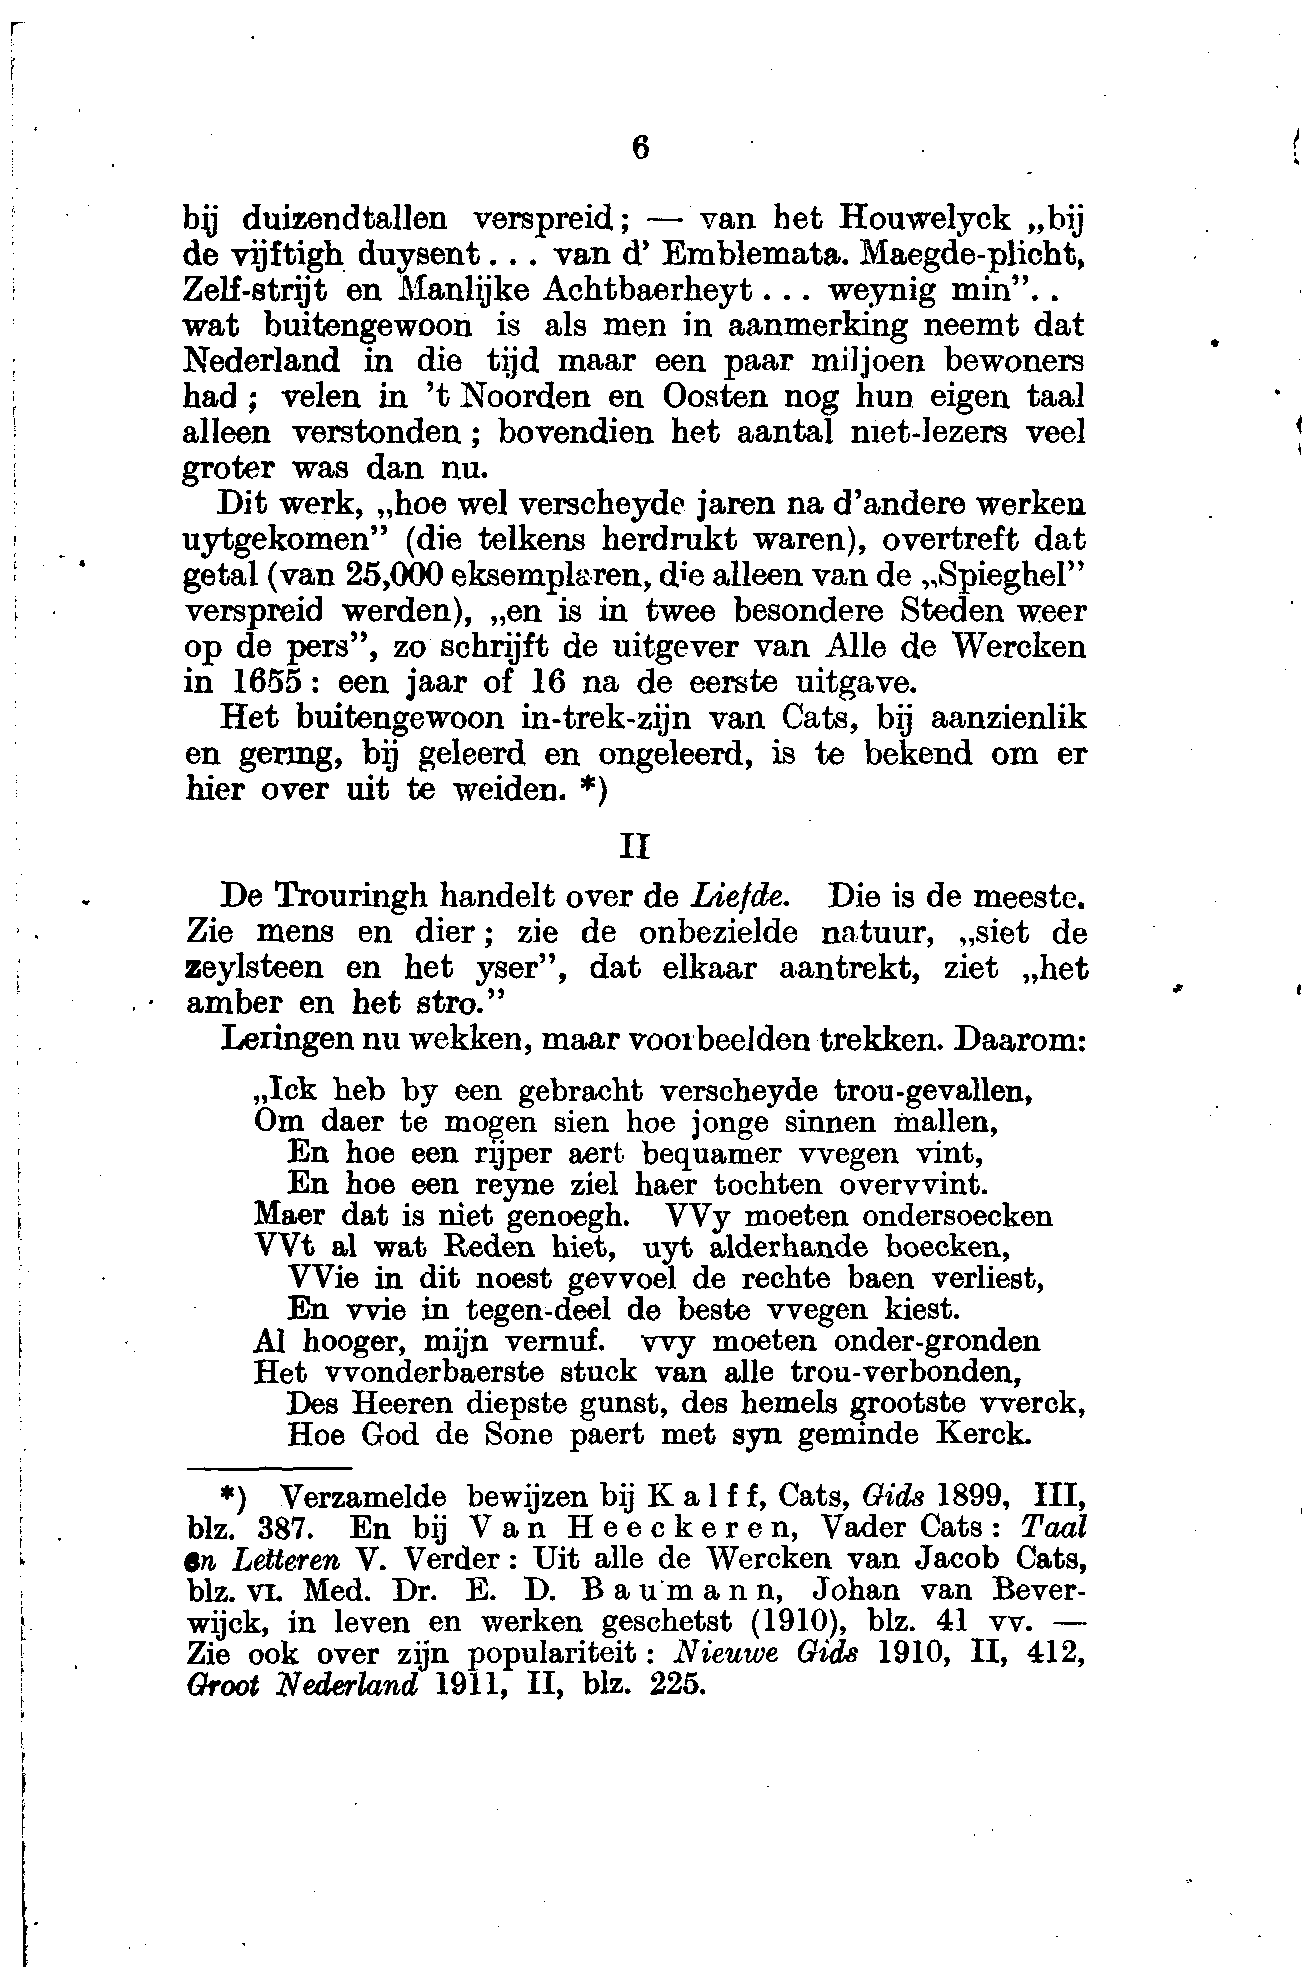 6
bij duizendtallen verspreid; — van het Houwelyck „bij
de vijftigh duysent... van d' Emblemata. Maegde-plicht,
Zelf-strijt en Manlijke Achtbaerheyt... weynig min”..
wat buitengewoon is als men in aanmerking neemt dat
Nederland in die tijd maar een paar miljoen bewoners
had; velen in 't Noorden en Oosten nog hun eigen taal
alleen verstonden; bovendien het aantal niet-lezers veel
groter was dan nu.
Dit werk, „hoe wel verscheyde jaren na d'andere werken
uytgekomen” (die telkens herdrukt waren), overtreft dat
getal (van 25,000 eksemplaren, die alleen van de „Spieghel”
verspreid werden), „en is in twee besondere Steden weer
op de pers”, zo schrijft de uitgever van Alle de Wercken
in 1655: een jaar of 16 na de eerste uitgave.
Het buitengewoon in-trek-zijn van Cats, bij aanzienlik
en gering, bij geleerd en ongeleerd, is te bekend om er
hier over uit te weiden. *)
II
De Trouringh handelt over de Liefde. Die is de meeste.
Zie mens en dier; zie de onbezielde natuur, „siet de
zeylsteen en het yser”, dat elkaar aantrekt, ziet „het
amber en het stro.”
Leringen nu wekken, maar voorbeelden trekken. Daarom:
„Ick heb by een gebracht verscheyde trou-gevallen,
Om daer te mogen sien hoe jonge sinnen mallen,
En hoe een rijper aert bequamer vvegen vint,
En hoe een reyne ziel haer tochten overvvint.
Maer dat is niet genoegh. VVy moeten ondersoecken
VVt al wat Reden hiet, uyt alderhande boecken,
VVie in dit noest gevvoel de rechte baen verliest,
En vvie in tegen-deel de beste vvegen kiest.
Al hooger, mijn vernuf. vvy moeten onder-gronden
Het vvonderbaerste stuck van alle trou-verbonden,
Des Heeren diepste gunst, des hemels grootste vverck,
Hoe God de Sone paert met syn geminde Kerck.
*) Verzamelde bewijzen bij Kalff, Cats, Gids 1899, III,
blz. 387. En bij Van Heeckeren, Vader Cats: Taal
en Letteren V. Verder: Uit alle de Wercken van Jacob Cats,
blz. VI. Med. Dr. E. D. Baumann, Johan van Bever-
wijck, in leven en werken geschetst (1910), blz. 41 vv. —
Zie ook over zijn populariteit: Nieuwe Gids 1910, II, 412,
Groot Nederland 1911, II, blz. 225.